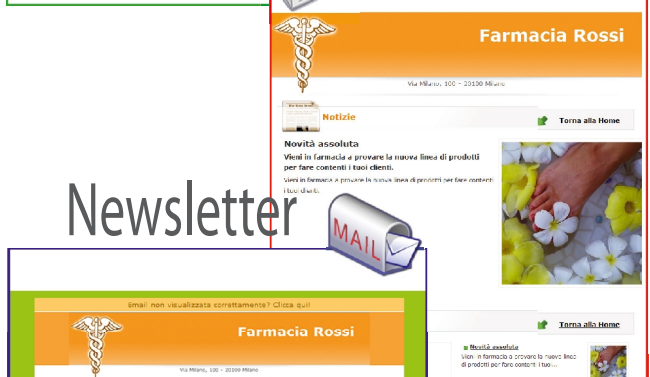 Farmacia Rossi
Via Milano, 100 - 20100 Milano
Notizie
Torna alla Home
Novità assoluta
Vieni in farmacia a provare la nuova linea di prodotti
per fare contenti i tuoi clienti.
Vieni in farmacia a provare la nuova linea di prodotti per fare contenti
i tuoi clienti.
Newsletter
MAIL
Email non visualizzata correttamente? Clicca qui!
Farmacia Rossi
Via Milano, 100 - 20100 Milano
Torna alla Home
Novità assoluta
Vieni in farmacia a provare la nuova linea
di prodotti per fare contenti i tuoi...